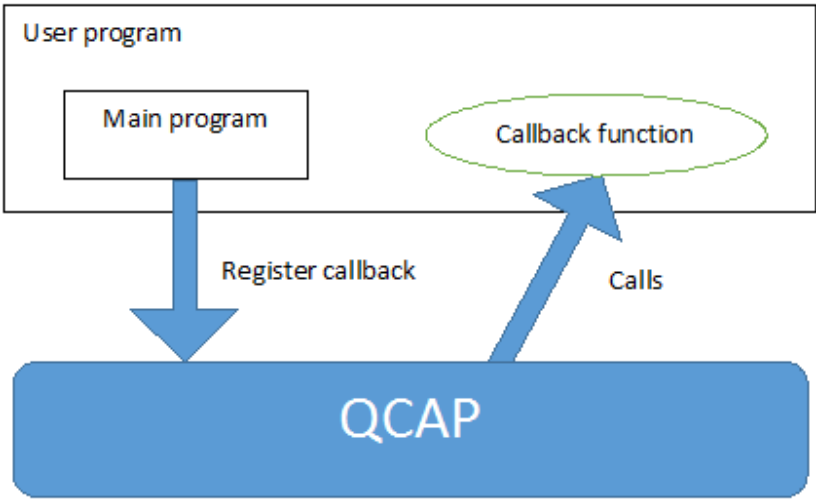 User program
Main program
Callback function
Register callback
Calls
QCAP